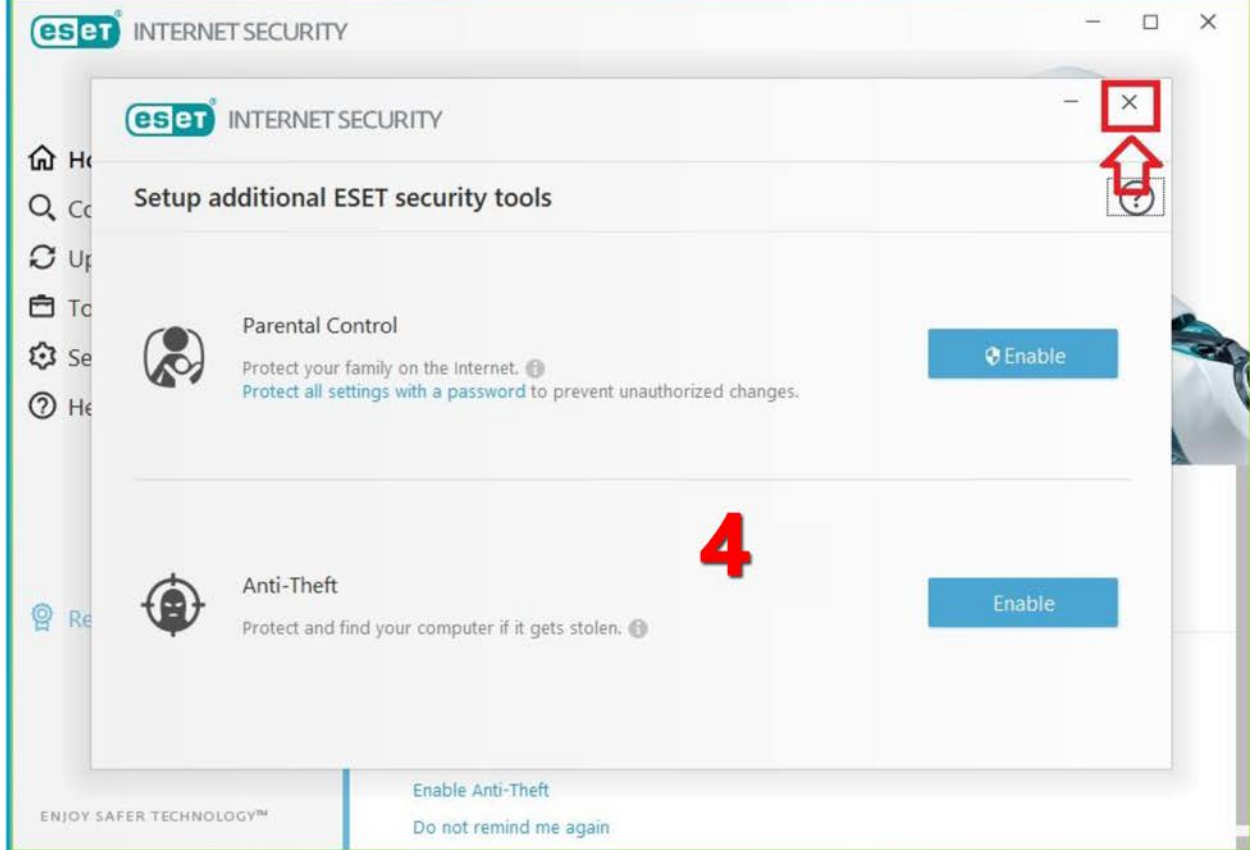 eset INTERNET SECURITY
eset INTERNET SECURITY
Setup additional ESET security tools
Parental Control
Protect your family on the Internet.
Protect all settings with a password to prevent unauthorized changes.
Enable
4
Anti-Theft
Protect and find your computer if it gets stolen.
Enable
Enable Anti-Theft
Do not remind me again
ENJOY SAFER TECHNOLOGY™